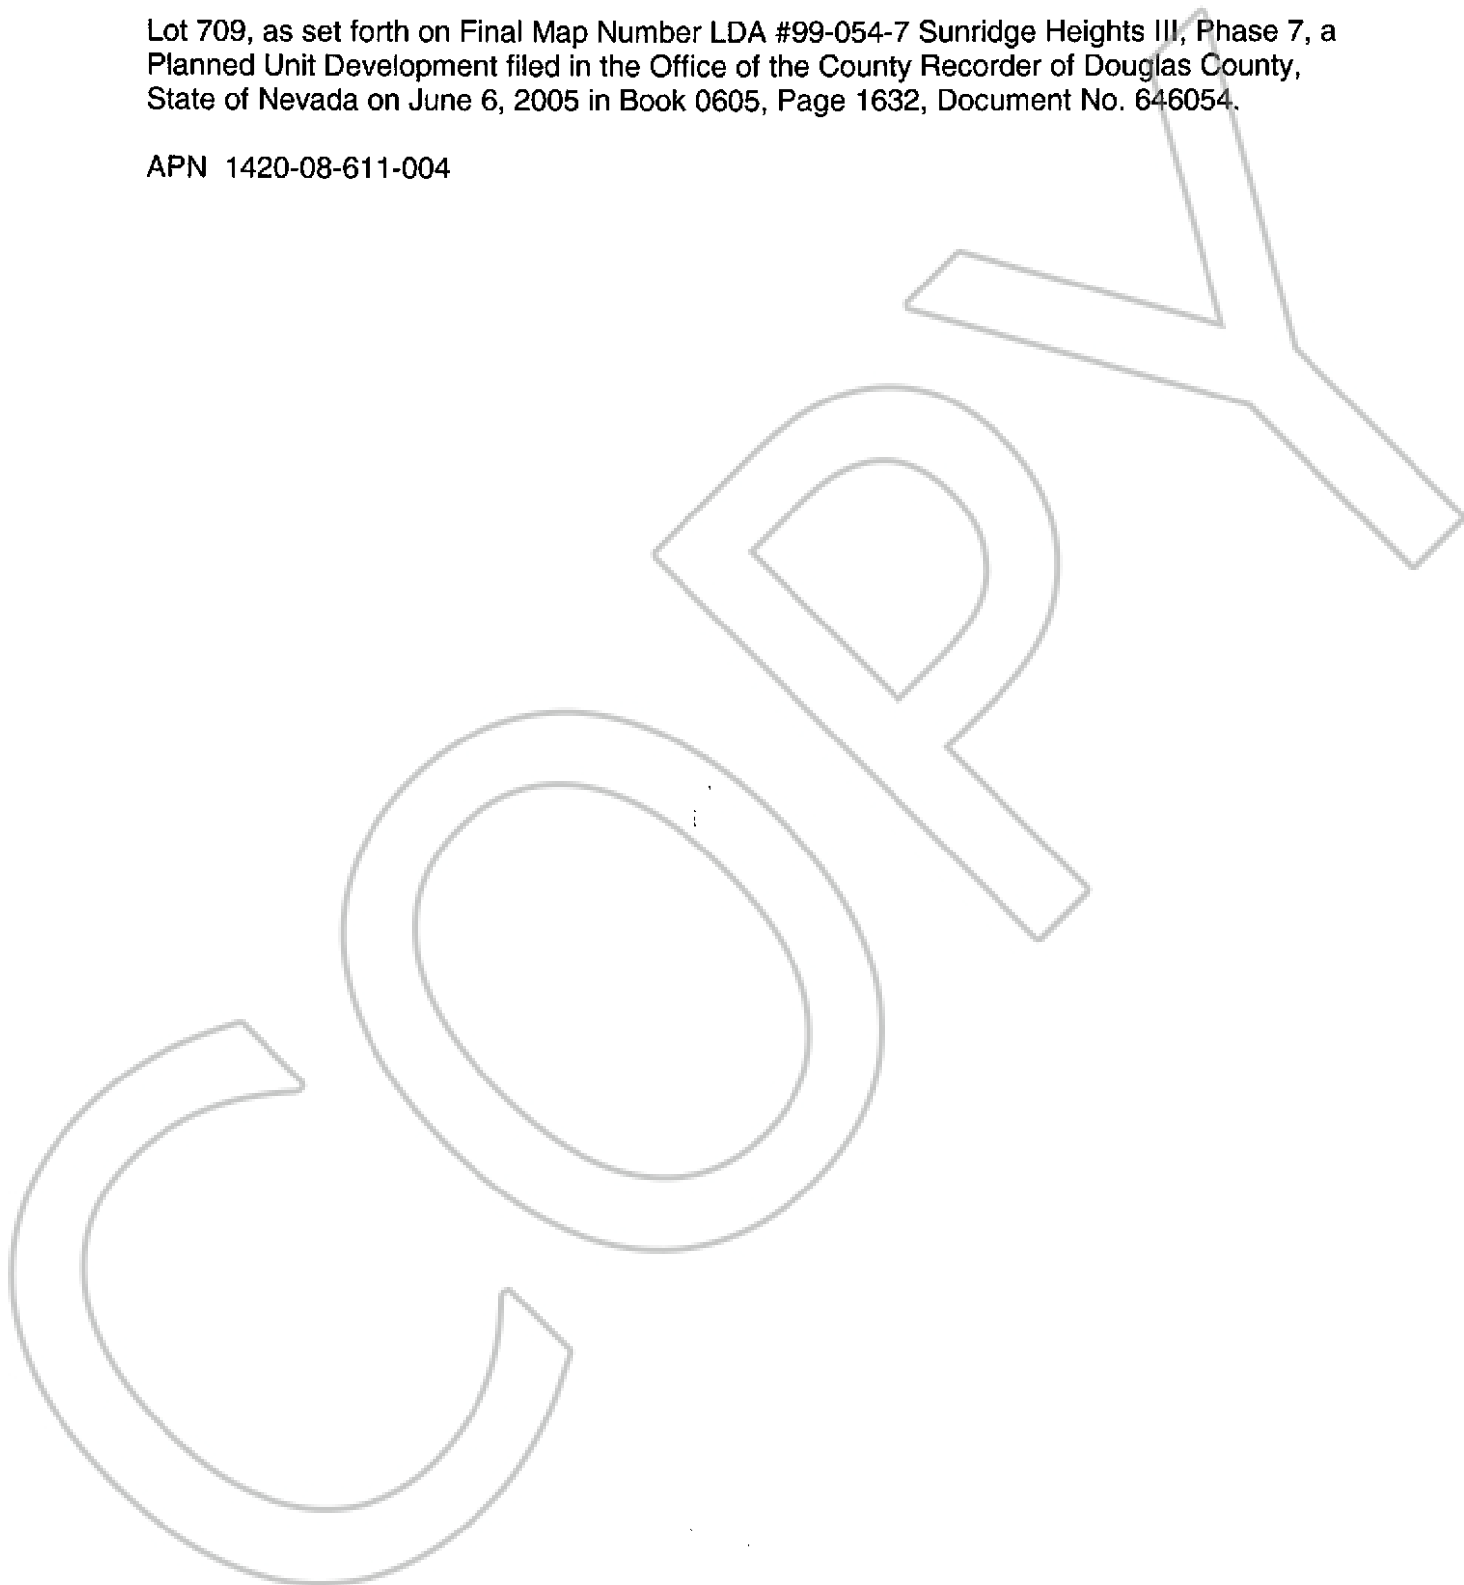 Lot 709, as set forth on Final Map Number LDA #99-054-7 Sunridge Heights III, Phase 7, a
Planned Unit Development filed in the Office of the County Recorder of Douglas County,
State of Nevada on June 6, 2005 in Book 0605, Page 1632, Document No. 646054.
APN 1420-08-611-004
COPY